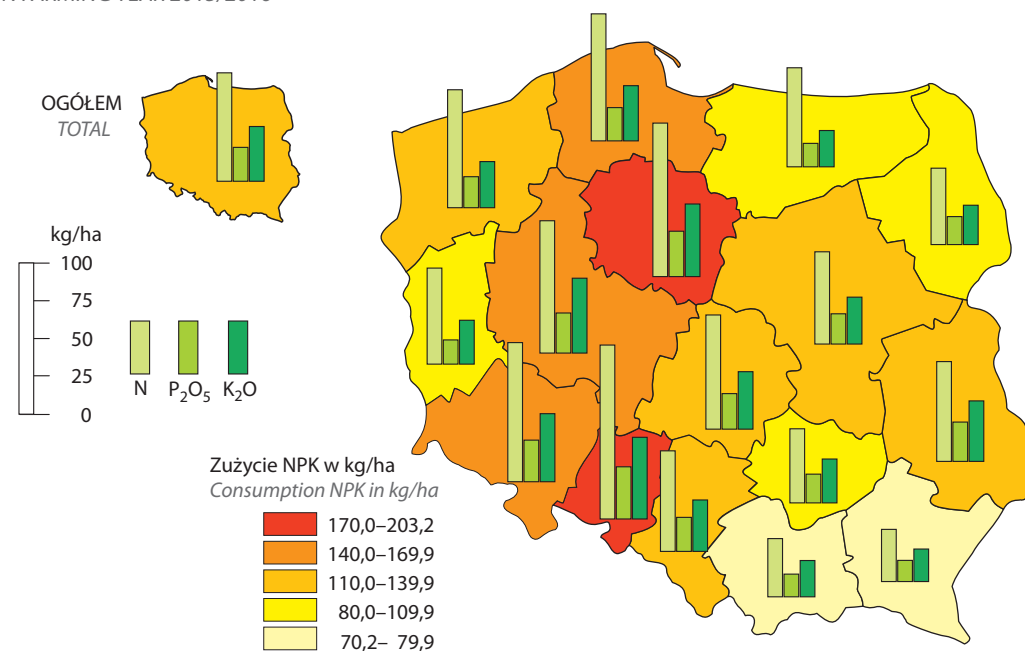 OGÓŁEM
TOTAL
kg/ha
100
75
50
25
0
N P₂O₅ K₂O
Zużycie NPK w kg/ha
Consumption NPK in kg/ha
170,0–203,2
140,0–169,9
110,0–139,9
80,0–109,9
70,2– 79,9